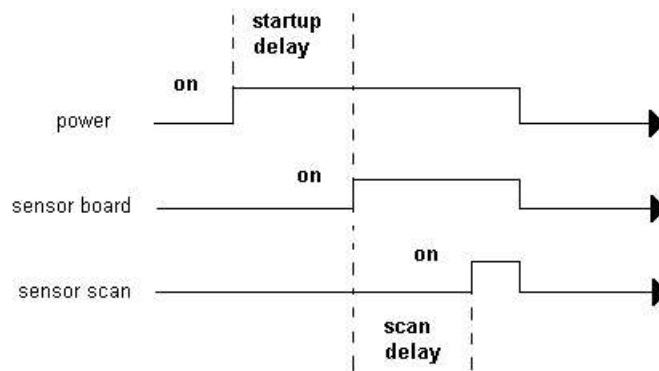 startup
delay
on
power
on
sensor board
on
sensor scan
scan
delay